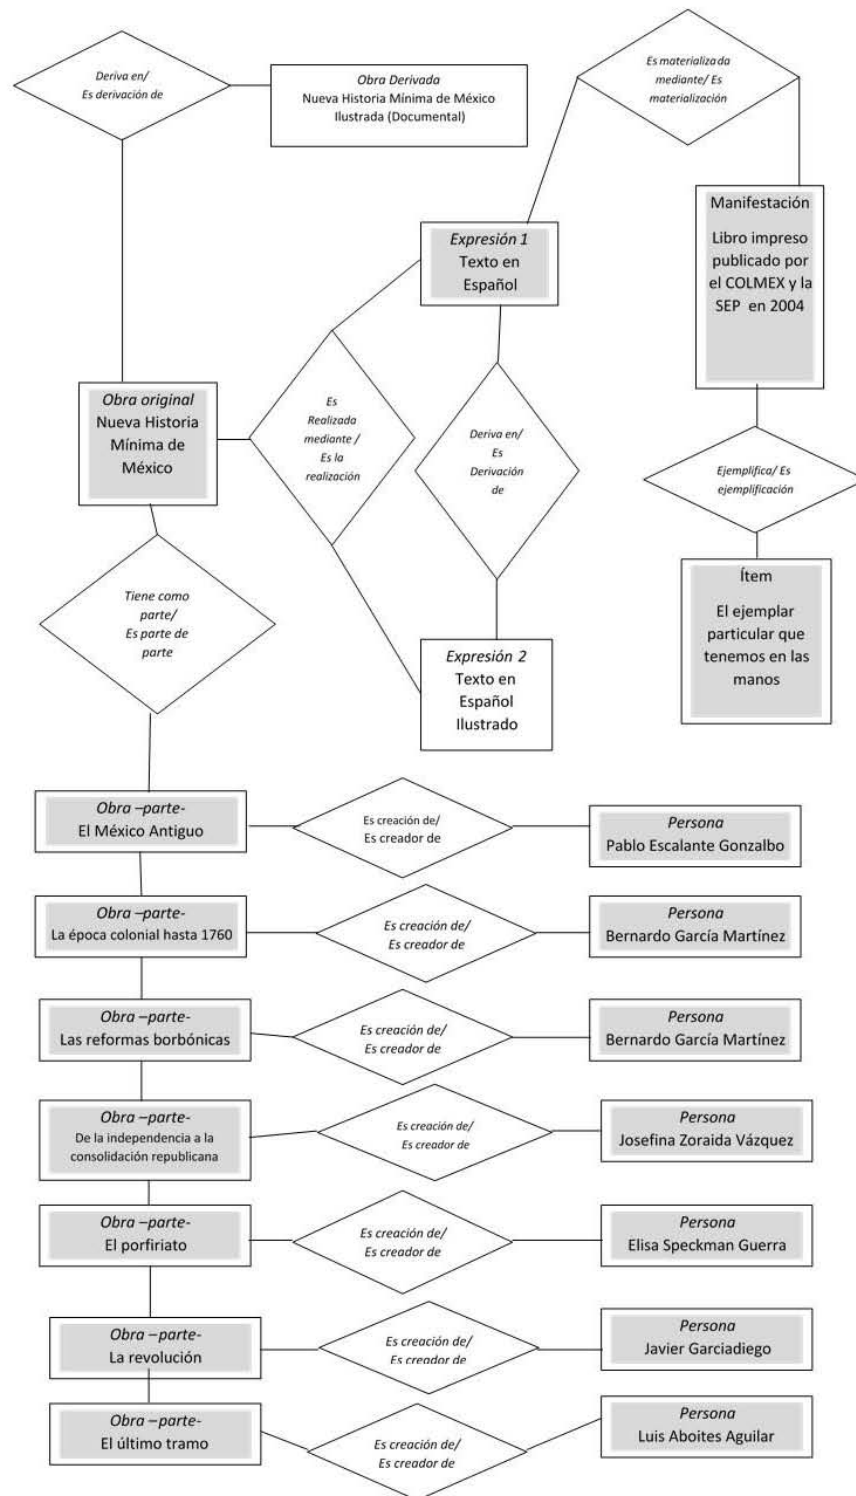 Deriva en/
Es derivación de
Obra Derivada
Nueva Historia Mínima de México
Ilustrada (Documental)
Es materializada
mediante/ Es
materialización
Manifestación
Libro impreso
publicado por
el COLMEX y la
SEP en 2004
Expresión 1
Texto en
Español
Obra original
Nueva Historia
Mínima de
México
Es
Realizada
mediante /
Es la
realización
Deriva en/
Es
Derivación
de
Ejemplifica/ Es
ejemplificación
Ítem
El ejemplar
particular que
tenemos en las
manos
Tiene como
parte/
Es parte de
parte
Expresión 2
Texto en
Español
Ilustrado
Obra –parte-
El México Antiguo
Es creación de/
Es creador de
Persona
Pablo Escalante Gonzalbo
Obra –parte-
La época colonial hasta 1760
Es creación de/
Es creador de
Persona
Bernardo García Martínez
Obra –parte-
Las reformas borbónicas
Es creación de/
Es creador de
Persona
Bernardo García Martínez
Obra –parte-
De la independencia a la
consolidación republicana
Es creación de/
Es creador de
Persona
Josefina Zoraida Vázquez
Obra –parte-
El porfiriato
Es creación de/
Es creador de
Persona
Elisa Speckman Guerra
Obra –parte-
La revolución
Es creación de/
Es creador de
Persona
Javier Garciadiego
Obra –parte-
El último tramo
Es creación de/
Es creador de
Persona
Luis Aboites Aguilar